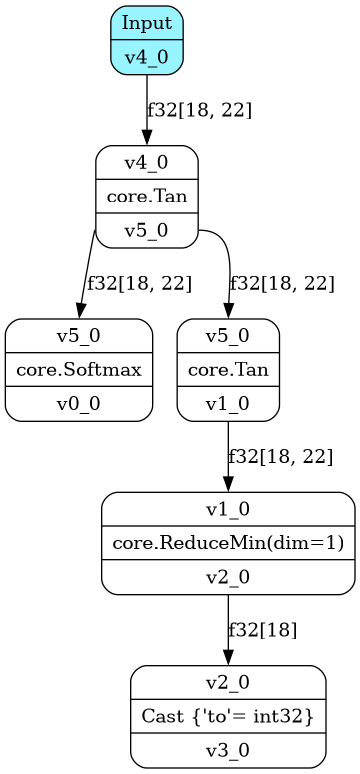 Input
v4_0
f32[18, 22]
v4_0
core.Tan
v5_0
f32[18, 22]
f32[18, 22]
v5_0
core.Softmax
v0_0
v5_0
core.Tan
v1_0
f32[18, 22]
v1_0
core.ReduceMin(dim=1)
v2_0
f32[18]
v2_0
Cast {'to'= int32}
v3_0